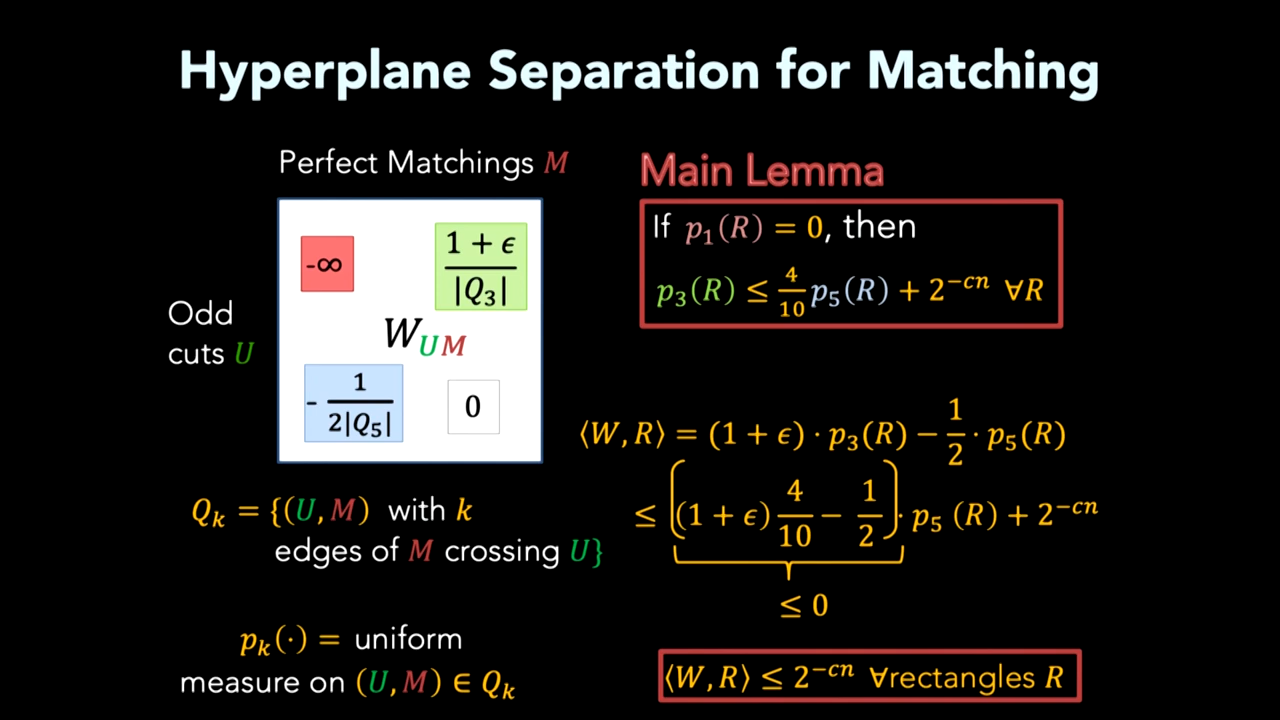 Hyperplane Separation for Matching
Perfect Matchings M
Odd
cuts U
-∞
1 + ϵ
|Q₃|
W_UM
- 1
2|Q₅|
0
Q_k = {(U, M) with k
edges of M crossing U}
p_k(·) = uniform
measure on (U, M) ∈ Q_k
Main Lemma
If p₁(R) = 0, then
p₃(R) ≤ 4/10 p₅(R) + 2^{-cn} ∀R
⟨W, R⟩ = (1 + ϵ) · p₃(R) − 1/2 · p₅(R)
≤ [(1 + ϵ) 4/10 − 1/2] · p₅ (R) + 2^{-cn}
≤ 0
⟨W, R⟩ ≤ 2^{-cn} ∀rectangles R